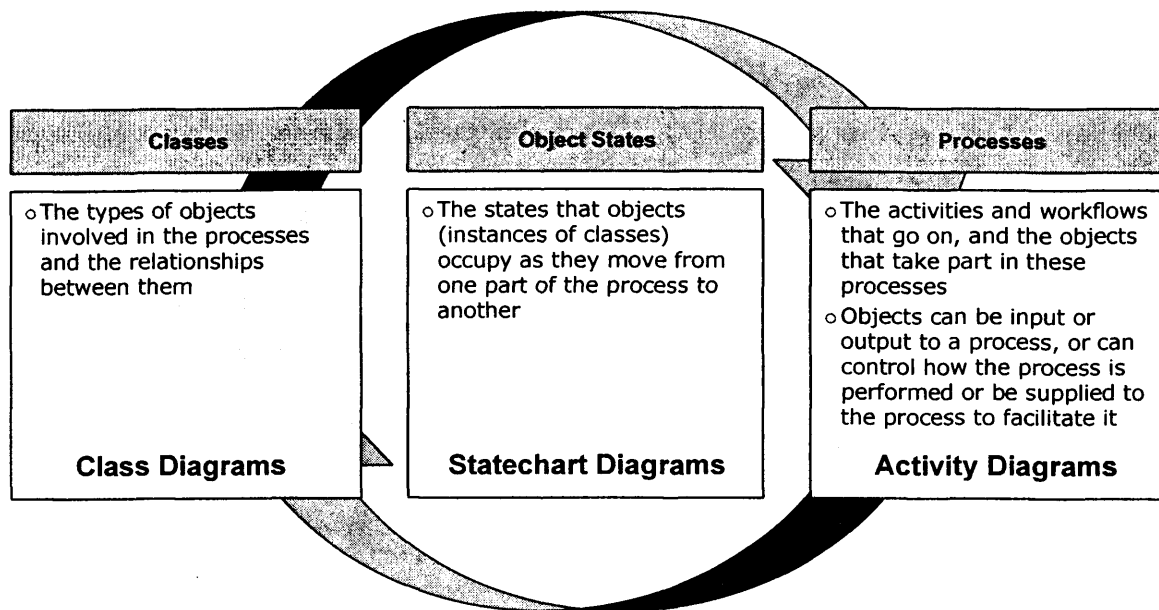 Classes
○ The types of objects
involved in the processes
and the relationships
between them
Class Diagrams
Object States
○ The states that objects
(instances of classes)
occupy as they move from
one part of the process to
another
Statechart Diagrams
Processes
○ The activities and workflows
that go on, and the objects
that take part in these
processes
○ Objects can be input or
output to a process, or can
control how the process is
performed or be supplied to
the process to facilitate it
Activity Diagrams